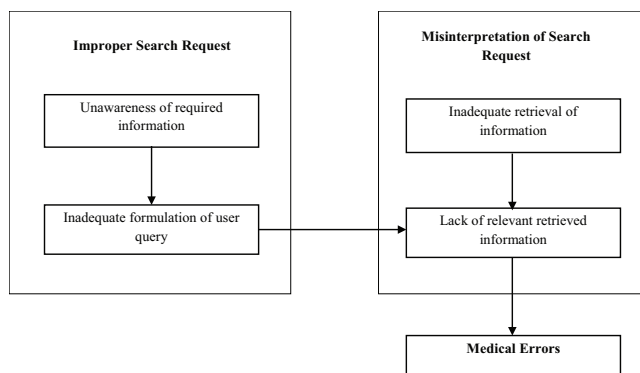 Improper Search Request
Unawareness of required
information
Inadequate formulation of user
query
Misinterpretation of Search
Request
Inadequate retrieval of
information
Lack of relevant retrieved
information
Medical Errors